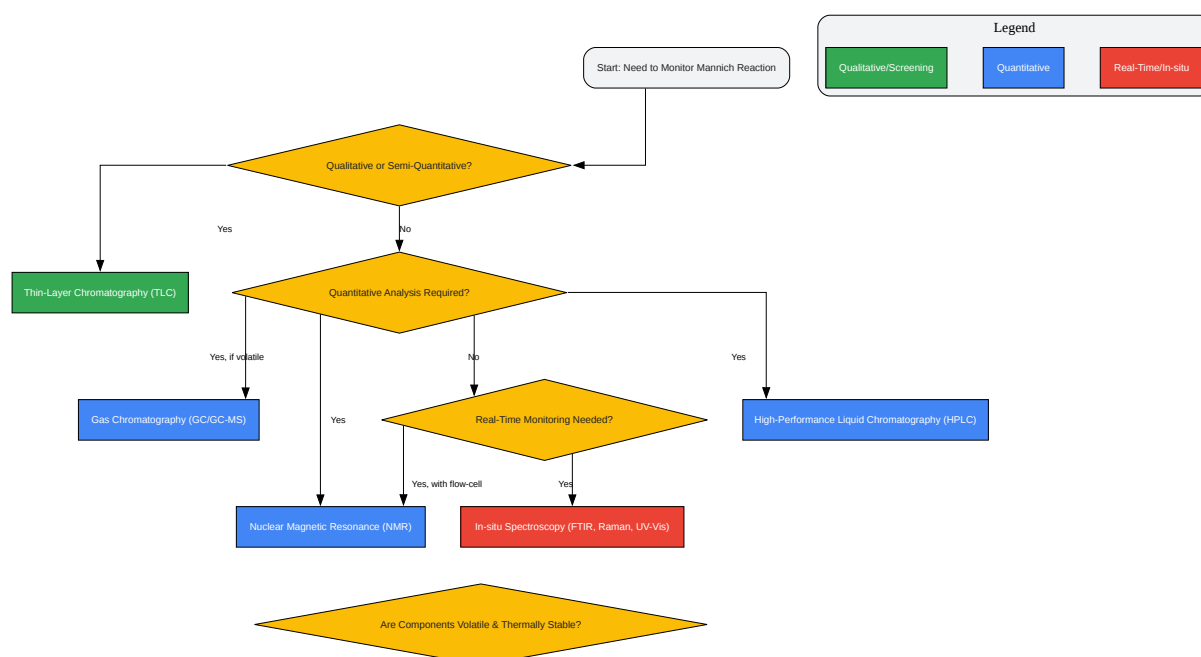 Legend
Start: Need to Monitor Mannich Reaction
Qualitative/Screening
Quantitative
Real-Time/In-situ
Qualitative or Semi-Quantitative?
Yes
No
Thin-Layer Chromatography (TLC)
Quantitative Analysis Required?
Yes, if volatile
No
Yes
Gas Chromatography (GC/GC-MS)
Yes
Real-Time Monitoring Needed?
High-Performance Liquid Chromatography (HPLC)
Yes, with flow-cell
Yes
Nuclear Magnetic Resonance (NMR)
In-situ Spectroscopy (FTIR, Raman, UV-Vis)
Are Components Volatile & Thermally Stable?